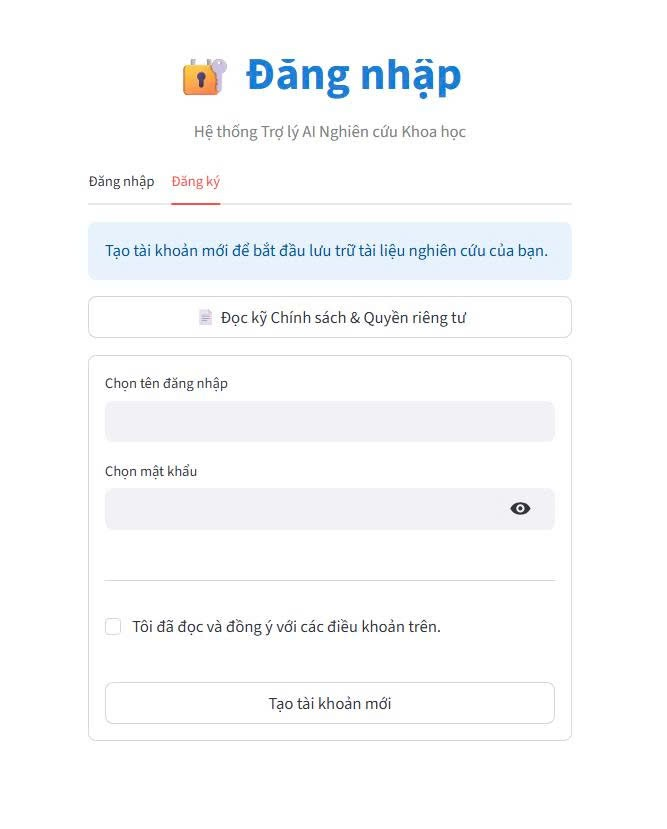 Đăng nhập
Hệ thống Trợ lý AI Nghiên cứu Khoa học
Đăng nhập
Đăng ký
Tạo tài khoản mới để bắt đầu lưu trữ tài liệu nghiên cứu của bạn.
Đọc kỹ Chính sách & Quyền riêng tư
Chọn tên đăng nhập
Chọn mật khẩu
Tôi đã đọc và đồng ý với các điều khoản trên.
Tạo tài khoản mới